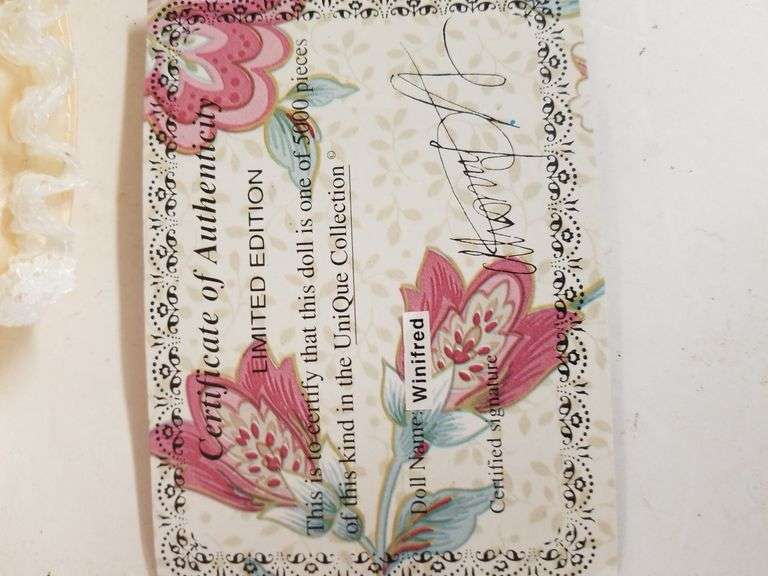 Certificate of Authenticity
LIMITED EDITION
This is to certify that this doll is one of 5000 pieces
of this kind in the UniQue Collection©
Doll Name: Winifred
Certified signature